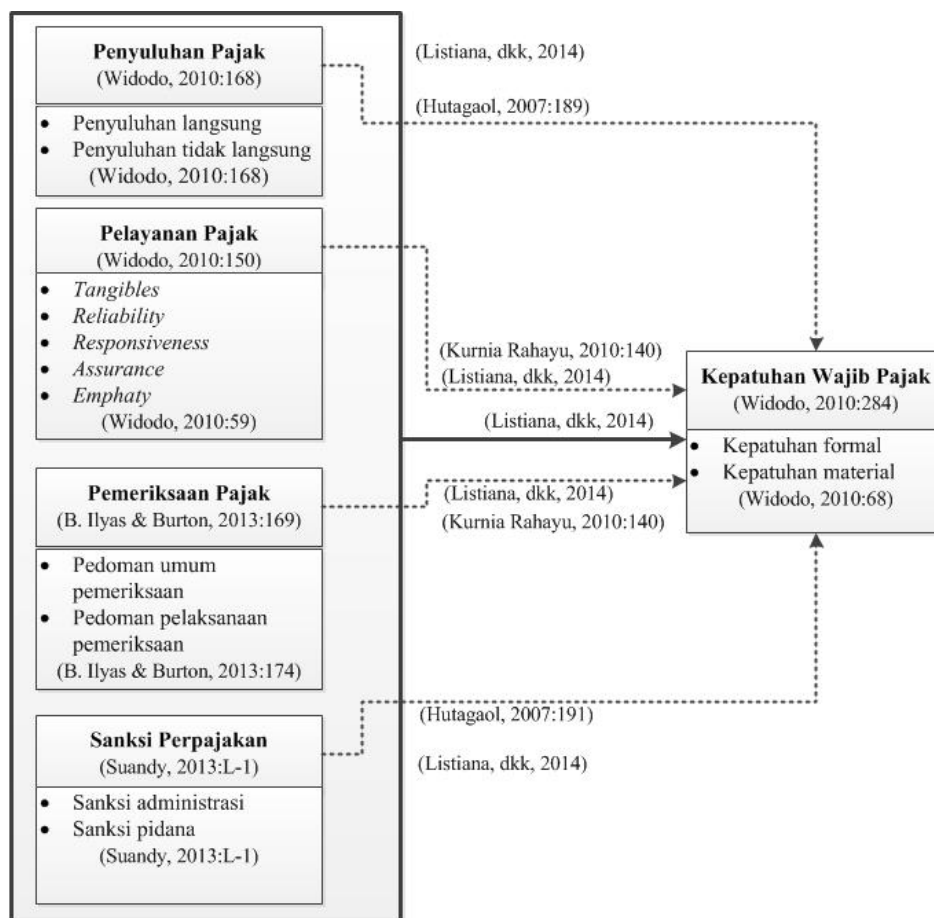 Penyuluhan Pajak
(Widodo, 2010:168)
• Penyuluhan langsung
• Penyuluhan tidak langsung
(Widodo, 2010:168)
Pelayanan Pajak
(Widodo, 2010:150)
• Tangibles
• Reliability
• Responsiveness
• Assurance
• Emphaty
(Widodo, 2010:59)
Pemeriksaan Pajak
(B. Ilyas & Burton, 2013:169)
• Pedoman umum
pemeriksaan
• Pedoman pelaksanaan
pemeriksaan
(B. Ilyas & Burton, 2013:174)
Sanksi Perpajakan
(Suandy, 2013:L-1)
• Sanksi administrasi
• Sanksi pidana
(Suandy, 2013:L-1)
(Listiana, dkk, 2014)
(Hutagaol, 2007:189)
(Kurnia Rahayu, 2010:140)
(Listiana, dkk, 2014)
(Listiana, dkk, 2014)
(Listiana, dkk, 2014)
(Kurnia Rahayu, 2010:140)
(Hutagaol, 2007:191)
(Listiana, dkk, 2014)
Kepatuhan Wajib Pajak
(Widodo, 2010:284)
• Kepatuhan formal
• Kepatuhan material
(Widodo, 2010:68)